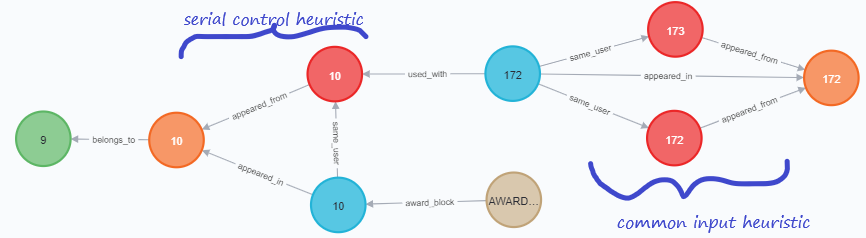 serial control heuristic
173
10
same_user
appeared_from
used_with
172
appeared_in
172
appeared_from
same_user
9
belongs_to
10
same_user
172
appeared_from
appeared_in
10
award_block
AWARD...
common input heuristic